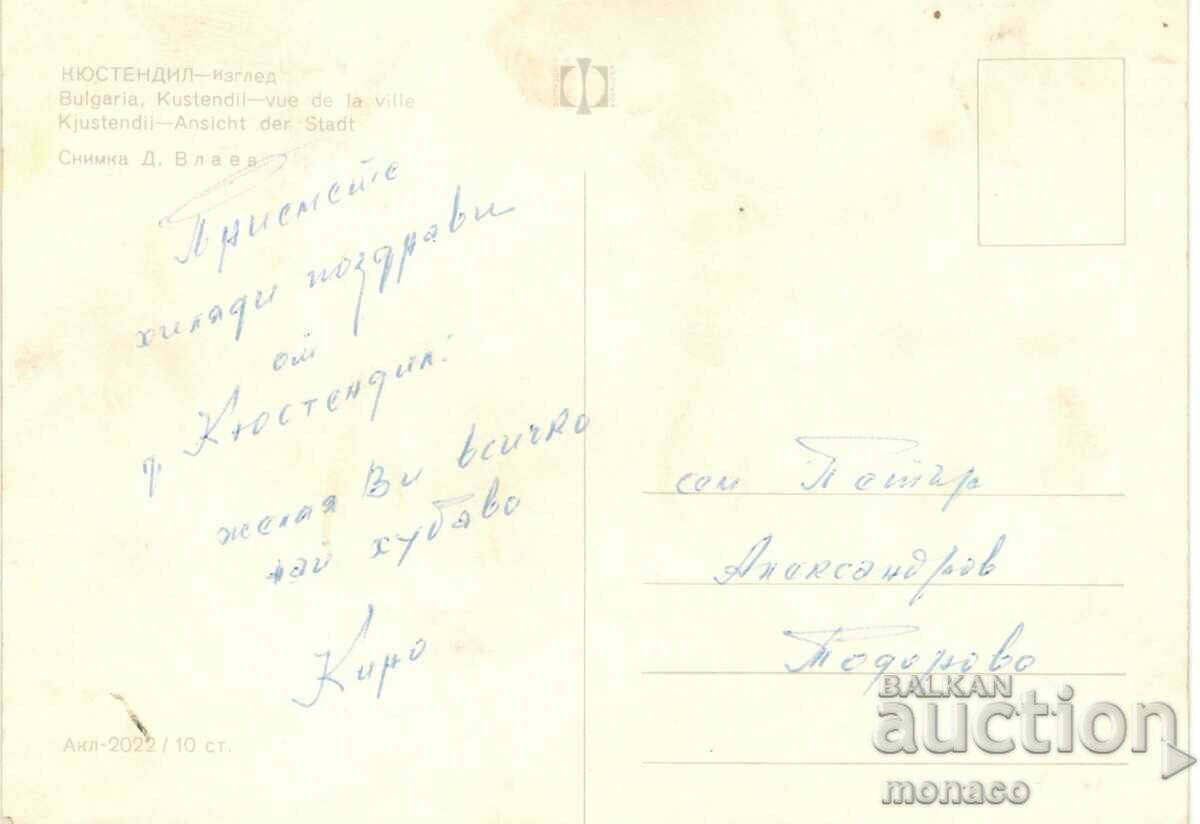 КЮСТЕНДИЛ—изглед
Bulgaria, Kustendil—vue de la ville
Kjustendil—Ansicht der Stadt
Снимка Д. Влаев
Приемете
хиляди поздрави
от
гр. Кюстендил!
желая Ви всичко
най хубаво
Киро
Акл-2022 / 10 ст.
сем Петър
Александров
Тодорово
BALKAN
auction
monaco